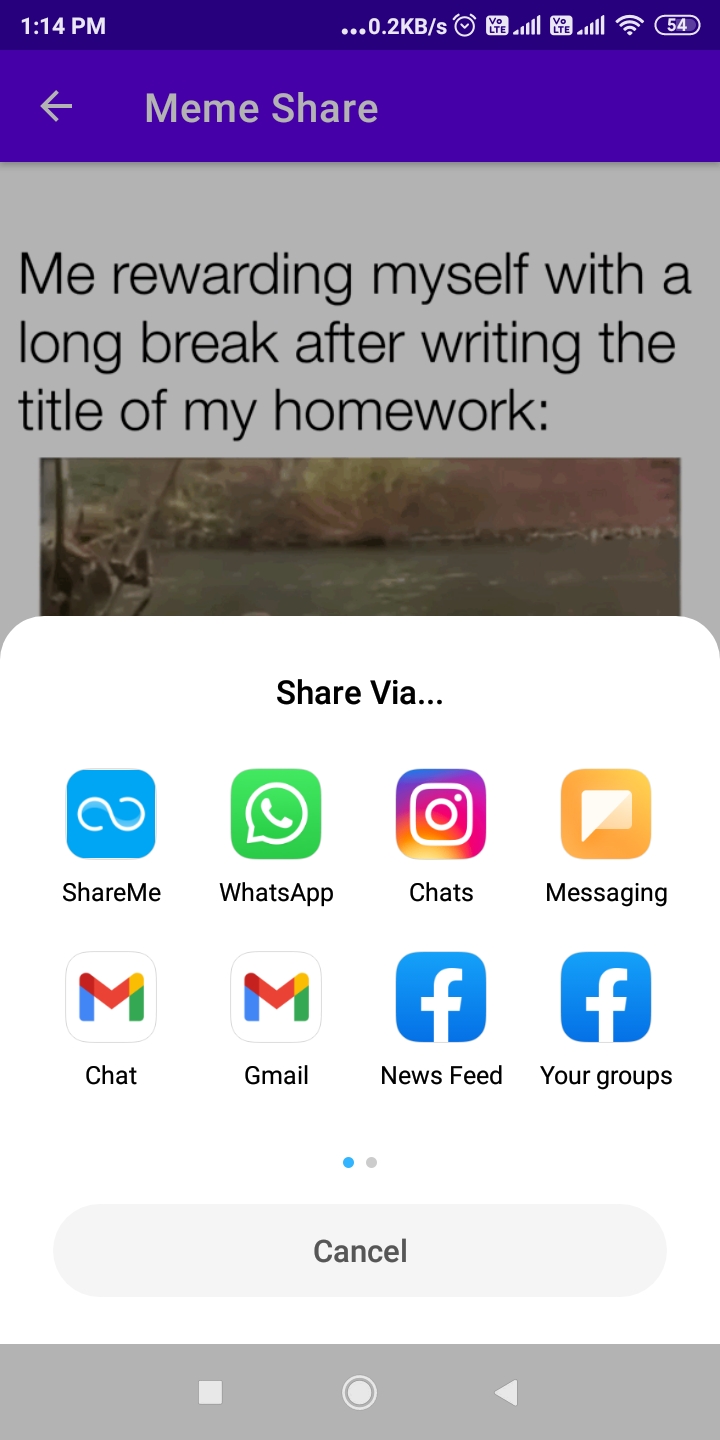 1:14 PM ...0.2KB/s Vo LTE Vo LTE 54
Meme Share
Me rewarding myself with a
long break after writing the
title of my homework:
Share Via...
ShareMe WhatsApp Chats Messaging
Chat Gmail News Feed Your groups
Cancel